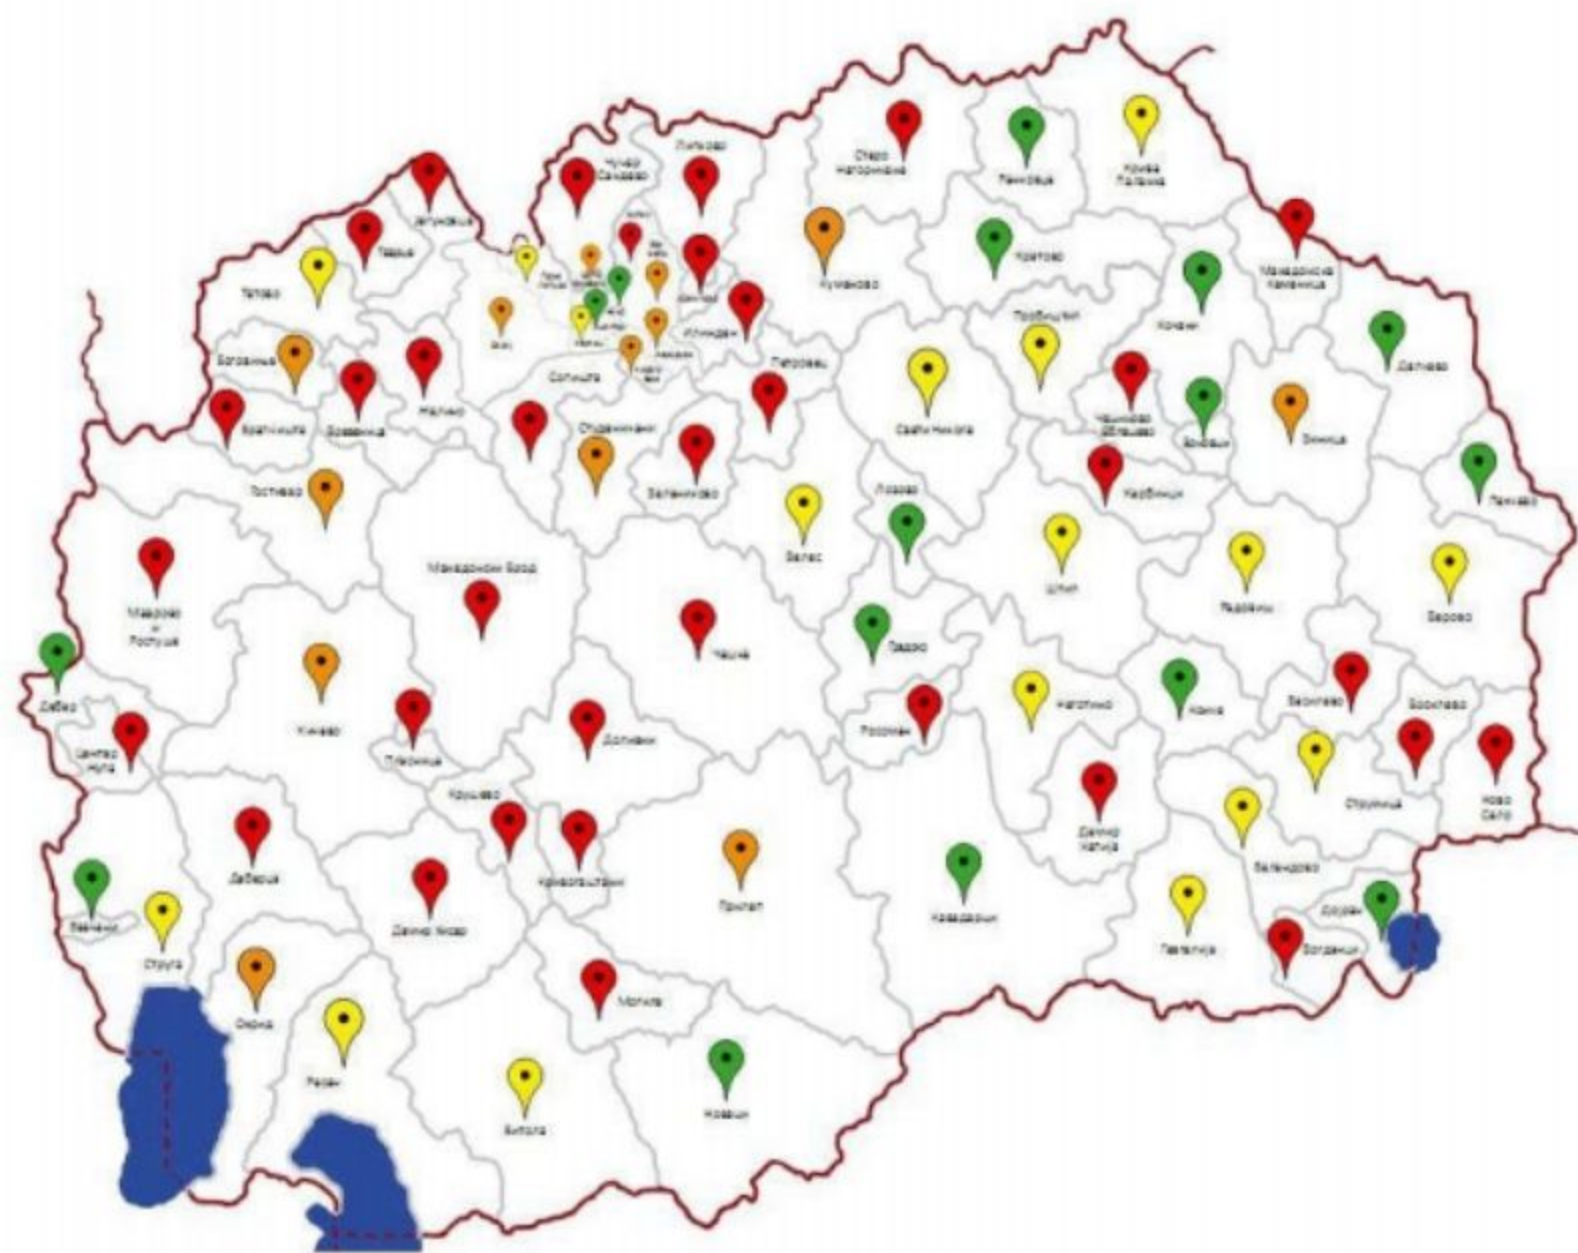 Чучер
Сандево
Липково
Старо
Нагоричане
Ранковце
Крива
Паланка
Јегуновце
Теарце
Тетово
Куманово
Кратово
Македонска
Каменица
Кочани
Делчево
Пробиштип
Илинден
Петровец
Боговиње
Желино
Врапчиште
Брвеница
Сопиште
Студеничани
Зелениково
Свети Николе
Чешиново
Облешево
Зрновци
Виница
Карбинци
Пехчево
Гостивар
Лозово
Велес
Штип
Радовиш
Берово
Македонски Брод
Маврово
и
Ростуша
Чашка
Градско
Дебар
Центар
Жупа
Кичево
Пласница
Долнени
Росоман
Неготино
Конче
Василево
Босилово
Ново
Село
Струмица
Крушево
Кривогаштани
Демир
Капија
Валандово
Дебарца
Демир Хисар
Прилеп
Кавадарци
Гевгелија
Дојран
Богданци
Вевчани
Струга
Охрид
Могила
Ресен
Битола
Новаци